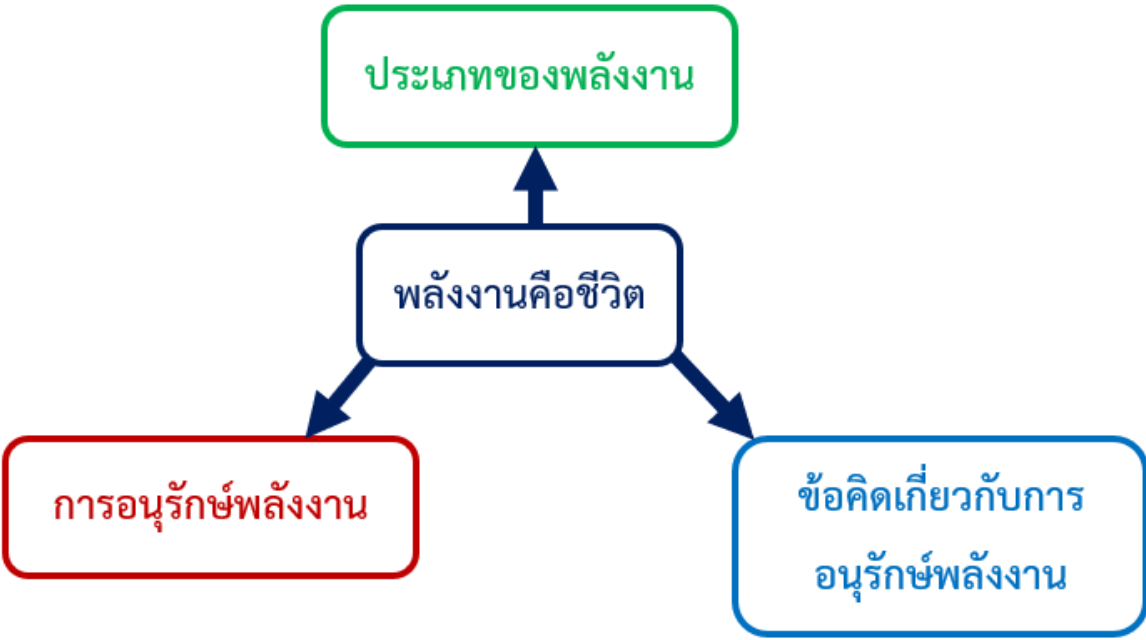 ประเภทของพลังงาน
พลังงานคือชีวิต
การอนุรักษ์พลังงาน
ข้อคิดเกี่ยวกับการ
อนุรักษ์พลังงาน